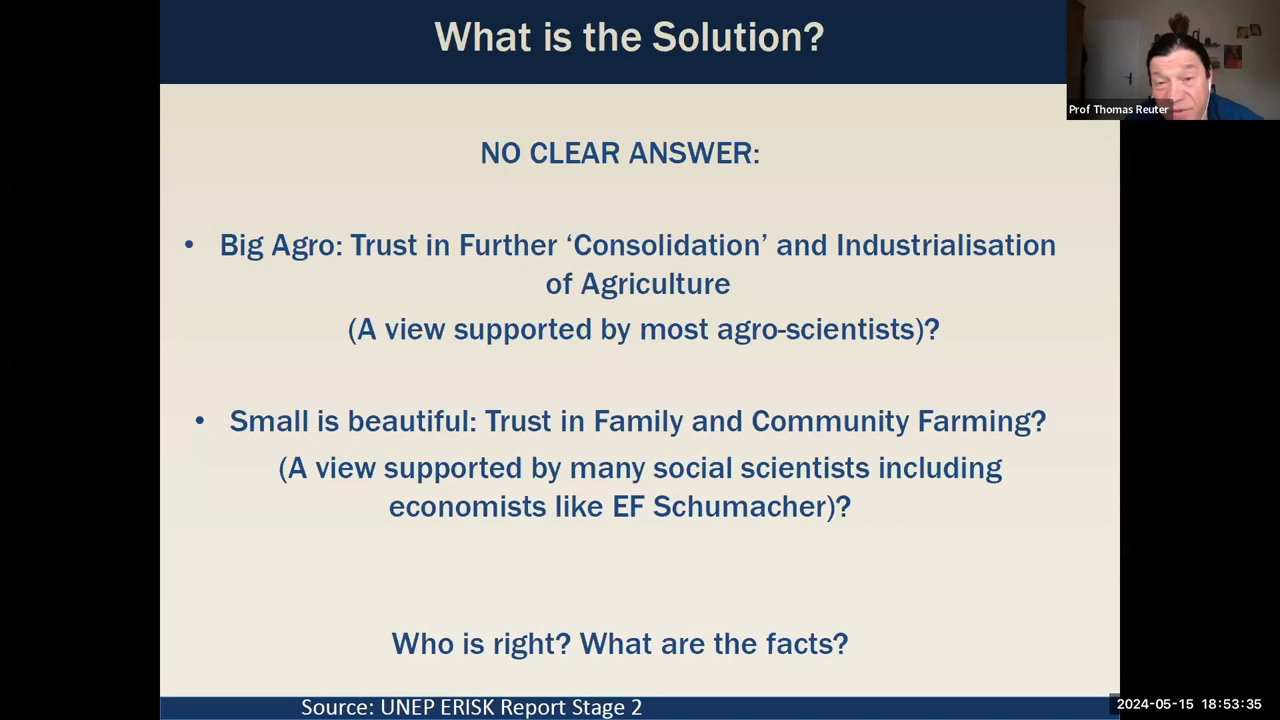 What is the Solution?
Prof Thomas Reuter
NO CLEAR ANSWER:
• Big Agro: Trust in Further ‘Consolidation’ and Industrialisation
of Agriculture
(A view supported by most agro-scientists)?
• Small is beautiful: Trust in Family and Community Farming?
(A view supported by many social scientists including
economists like EF Schumacher)?
Who is right? What are the facts?
Source: UNEP ERISK Report Stage 2
2024-05-15 18:53:35